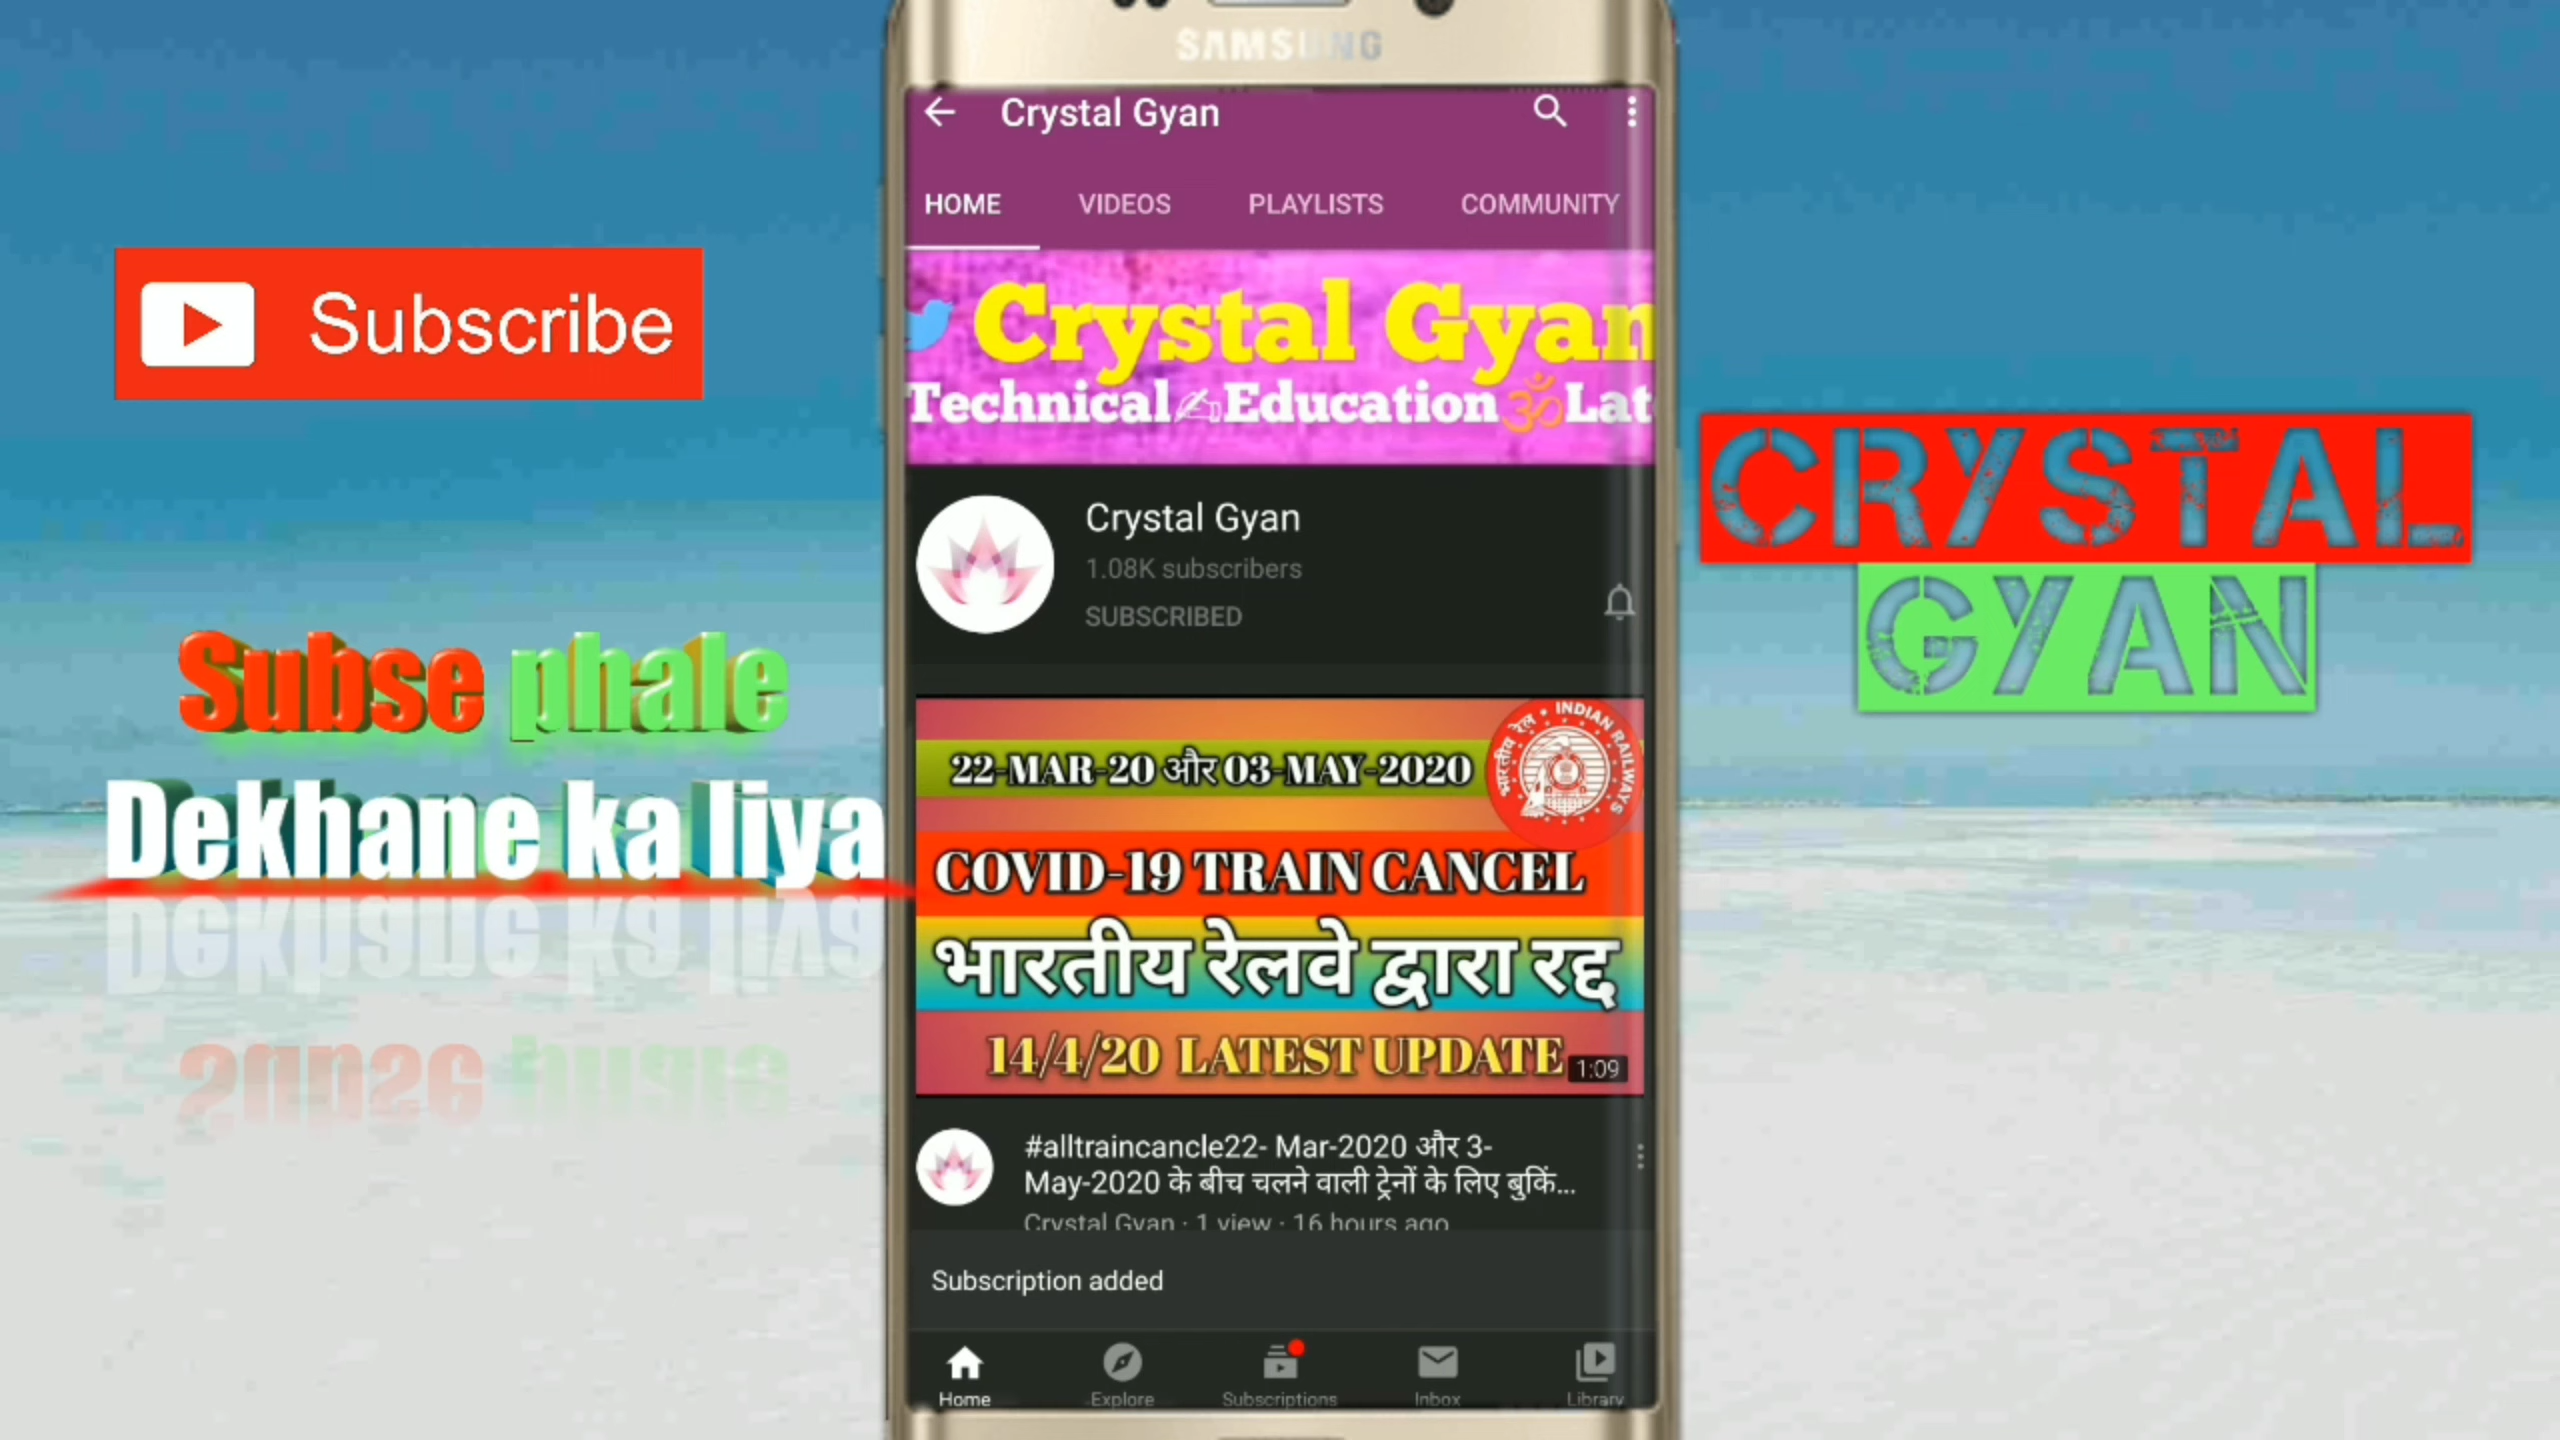 SAMSUNG
Crystal Gyan
HOME VIDEOS PLAYLISTS COMMUNITY
Crystal Gyan
Technical Education ॐ Lat
Crystal Gyan
1.08K subscribers
SUBSCRIBED
Subscribe
CRYSTAL
GYAN
Subse phale
Dekhane ka liya
22-MAR-20 और 03-MAY-2020
भारतीय रेल • INDIAN RAILWAYS
COVID-19 TRAIN CANCEL
भारतीय रेलवे द्वारा रद्द
14/4/20 LATEST UPDATE
1:09
#alltraincancle22- Mar-2020 और 3-
May-2020 के बीच चलने वाली ट्रेनों के लिए बुकिं...
Crystal Gyan · 1 view · 16 hours ago
Subscription added
Home Explore Subscriptions Inbox Library